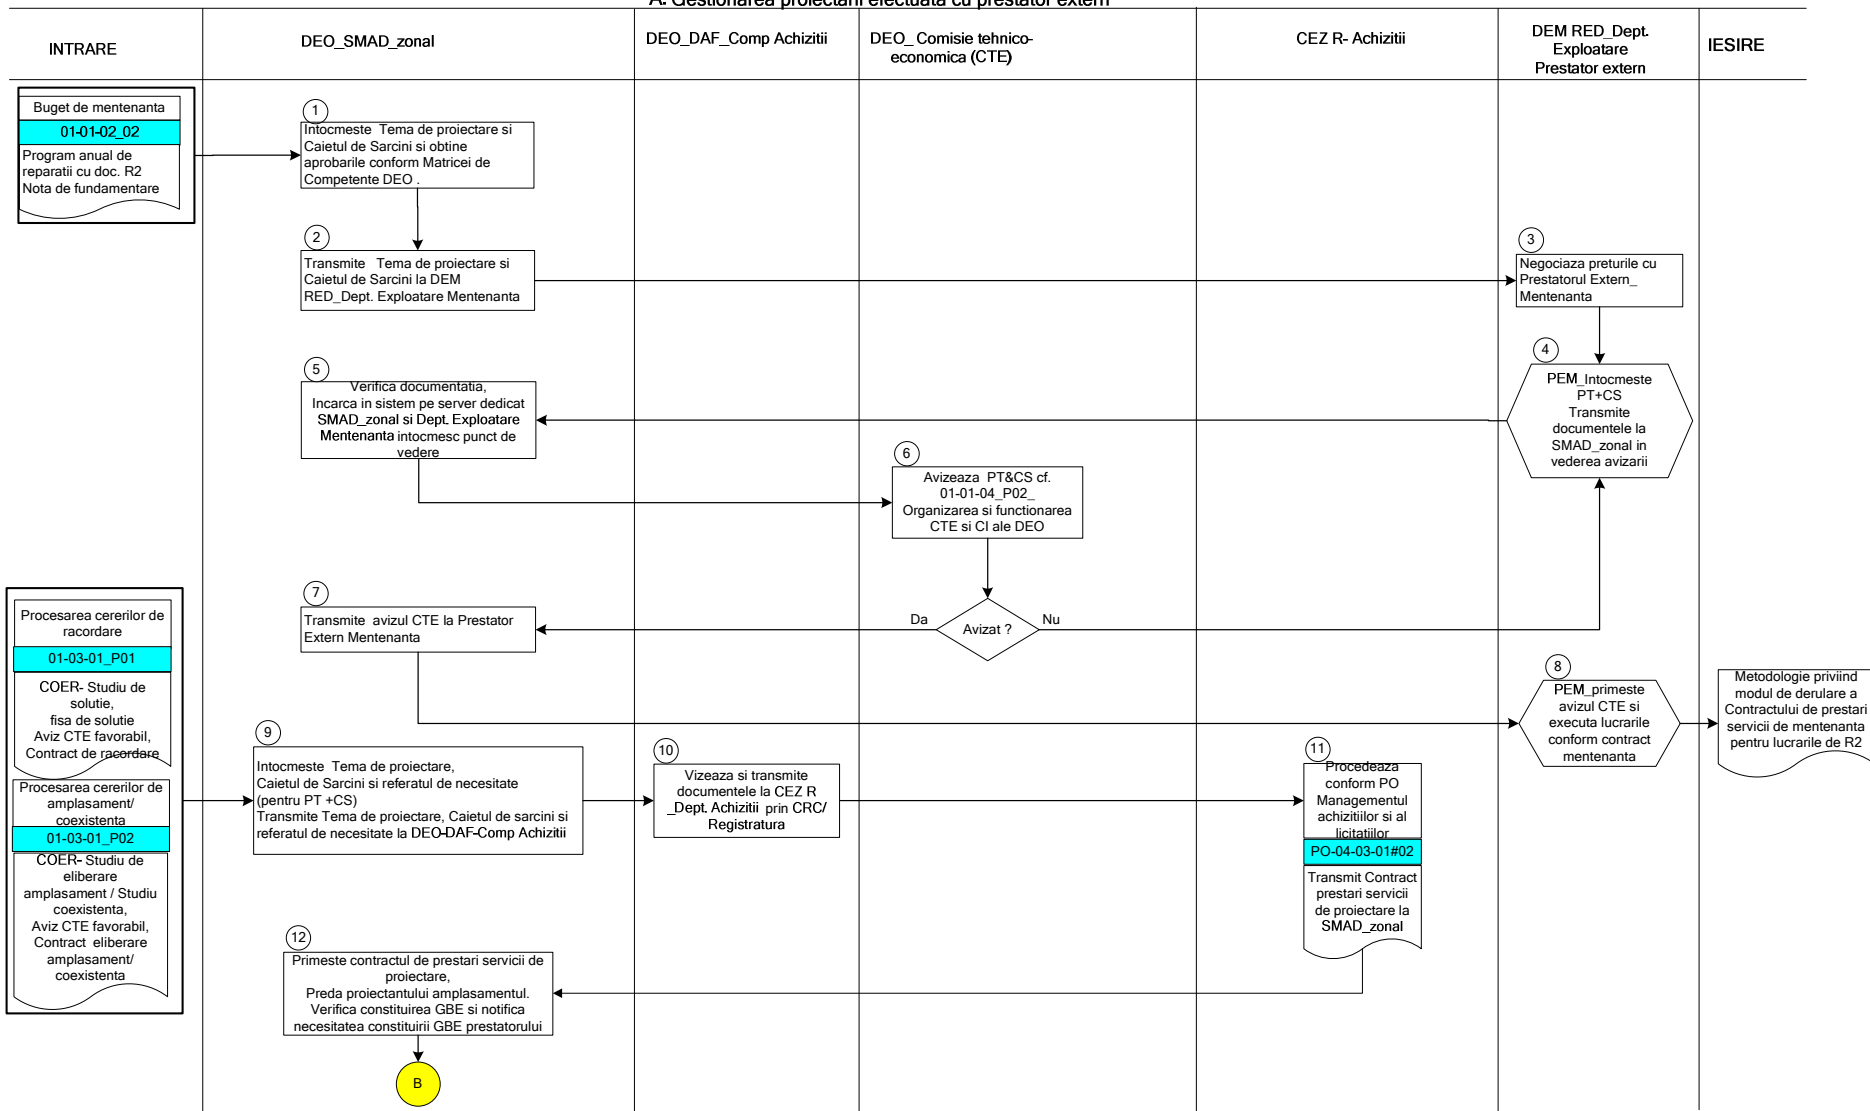 A. Gestionarea proiectarii efectuata cu prestator extern
INTRARE
DEO_SMAD_zonal
DEO_DAF_Comp Achizitii
DEO_ Comisie tehnico-
economica (CTE)
CEZ R- Achizitii
DEM RED_Dept.
Exploatare
Prestator extern
IESIRE
Buget de mentenanta
01-01-02_02
Program anual de
reparatii cu doc. R2
Nota de fundamentare
1
Intocmeste Tema de proiectare si
Caietul de Sarcini si obtine
aprobarile conform Matricei de
Competente DEO .
2
Transmite Tema de proiectare si
Caietul de Sarcini la DEM
RED_Dept. Exploatare Mentenanta
3
Negociaza preturile cu
Prestatorul Extern_
Mentenanta
4
PEM_Intocmeste
PT+CS
Transmite
documentele la
SMAD_zonal in
vederea avizarii
5
Verifica documentatia,
Incarca in sistem pe server dedicat
SMAD_zonal si Dept. Exploatare
Mentenanta intocmesc punct de
vedere
6
Avizeaza PT&CS cf.
01-01-04_P02_
Organizarea si functionarea
CTE si CI ale DEO
Avizat ?
Da
Nu
7
Transmite avizul CTE la Prestator
Extern Mentenanta
8
PEM_primeste
avizul CTE si
executa lucrarile
conform contract
mentenanta
Metodologie priviind
modul de derulare a
Contractului de prestari
servicii de mentenanta
pentru lucrarile de R2
Procesarea cererilor de
racordare
01-03-01_P01
COER- Studiu de
solutie,
fisa de solutie
Aviz CTE favorabil,
Contract de racordare
Procesarea cererilor de
amplasament/
coexistenta
01-03-01_P02
COER- Studiu de
eliberare
amplasament / Studiu
coexistenta,
Aviz CTE favorabil,
Contract eliberare
amplasament/
coexistenta
9
Intocmeste Tema de proiectare,
Caietul de Sarcini si referatul de necesitate
(pentru PT +CS)
Transmite Tema de proiectare, Caietul de sarcini si
referatul de necesitate la DEO-DAF-Comp Achizitii
10
Vizeaza si transmite
documentele la CEZ R
_Dept. Achizitii prin CRC/
Registratura
11
Procedeaza
conform PO
Managementul
achizitiilor si al
licitatiilor
PO-04-03-01#02
Transmit Contract
prestari servicii
de proiectare la
SMAD_zonal
12
Primeste contractul de prestari servicii de
proiectare,
Preda proiectantului amplasamentul.
Verifica constituirea GBE si notifica
necesitatea constituirii GBE prestatorului
B